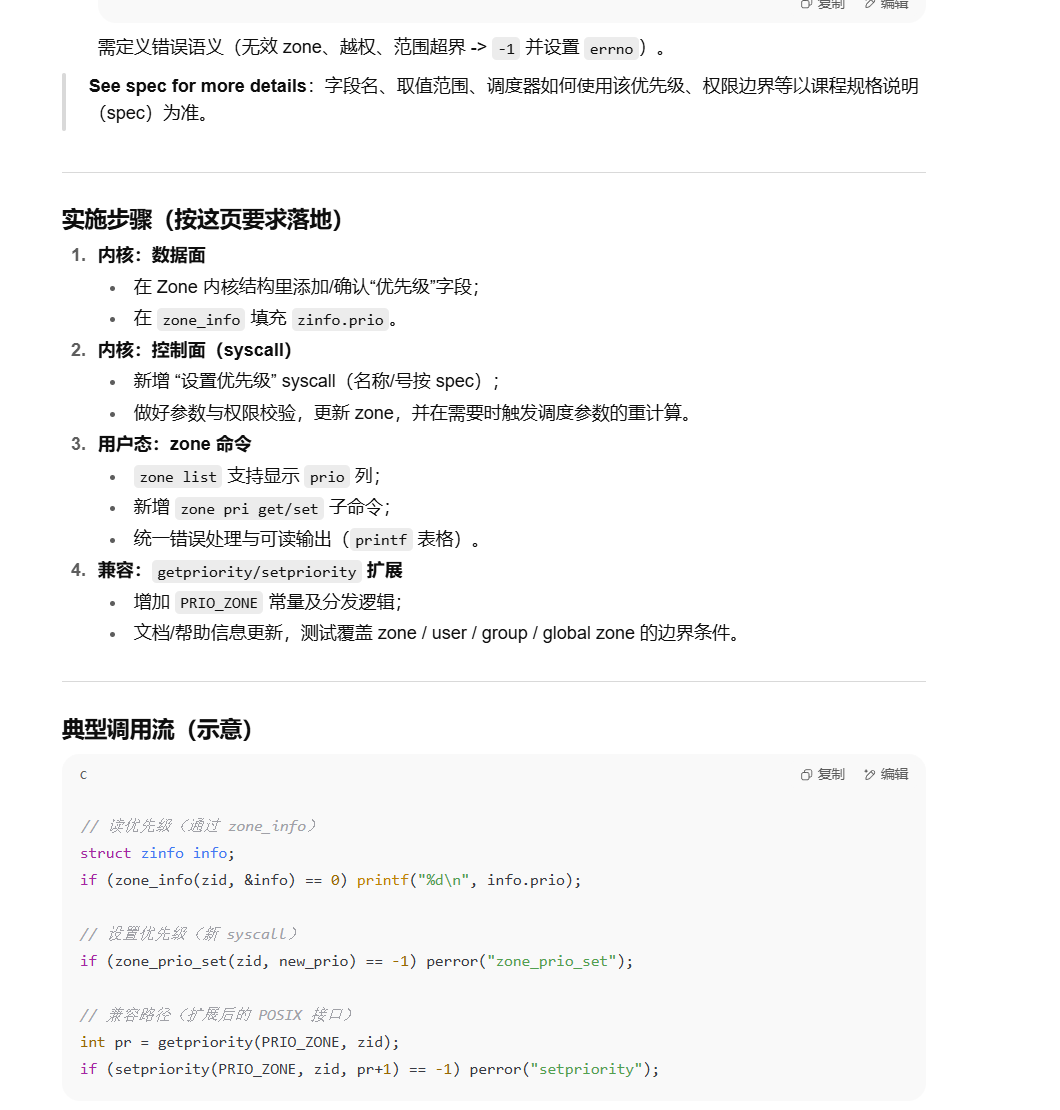 复制 编辑
需定义错误语义（无效 zone、越权、范围超界 -> -1 并设置 errno）。
See spec for more details：字段名、取值范围、调度器如何使用该优先级、权限边界等以课程规格说明
（spec）为准。
实施步骤（按这页要求落地）
1. 内核：数据面
• 在 Zone 内核结构里添加/确认“优先级”字段；
• 在 zone_info 填充 zinfo.prio。
2. 内核：控制面（syscall）
• 新增 “设置优先级” syscall（名称/号按 spec）；
• 做好参数与权限校验，更新 zone，并在需要时触发调度参数的重计算。
3. 用户态：zone 命令
• zone list 支持显示 prio 列；
• 新增 zone pri get/set 子命令；
• 统一错误处理与可读输出（printf 表格）。
4. 兼容：getpriority/setpriority 扩展
• 增加 PRIO_ZONE 常量及分发逻辑；
• 文档/帮助信息更新，测试覆盖 zone / user / group / global zone 的边界条件。
典型调用流（示意）
C 复制 编辑
// 读优先级（通过 zone_info）
struct zinfo info;
if (zone_info(zid, &info) == 0) printf("%d\n", info.prio);
// 设置优先级（新 syscall）
if (zone_prio_set(zid, new_prio) == -1) perror("zone_prio_set");
// 兼容路径（扩展后的 POSIX 接口）
int pr = getpriority(PRIO_ZONE, zid);
if (setpriority(PRIO_ZONE, zid, pr+1) == -1) perror("setpriority");